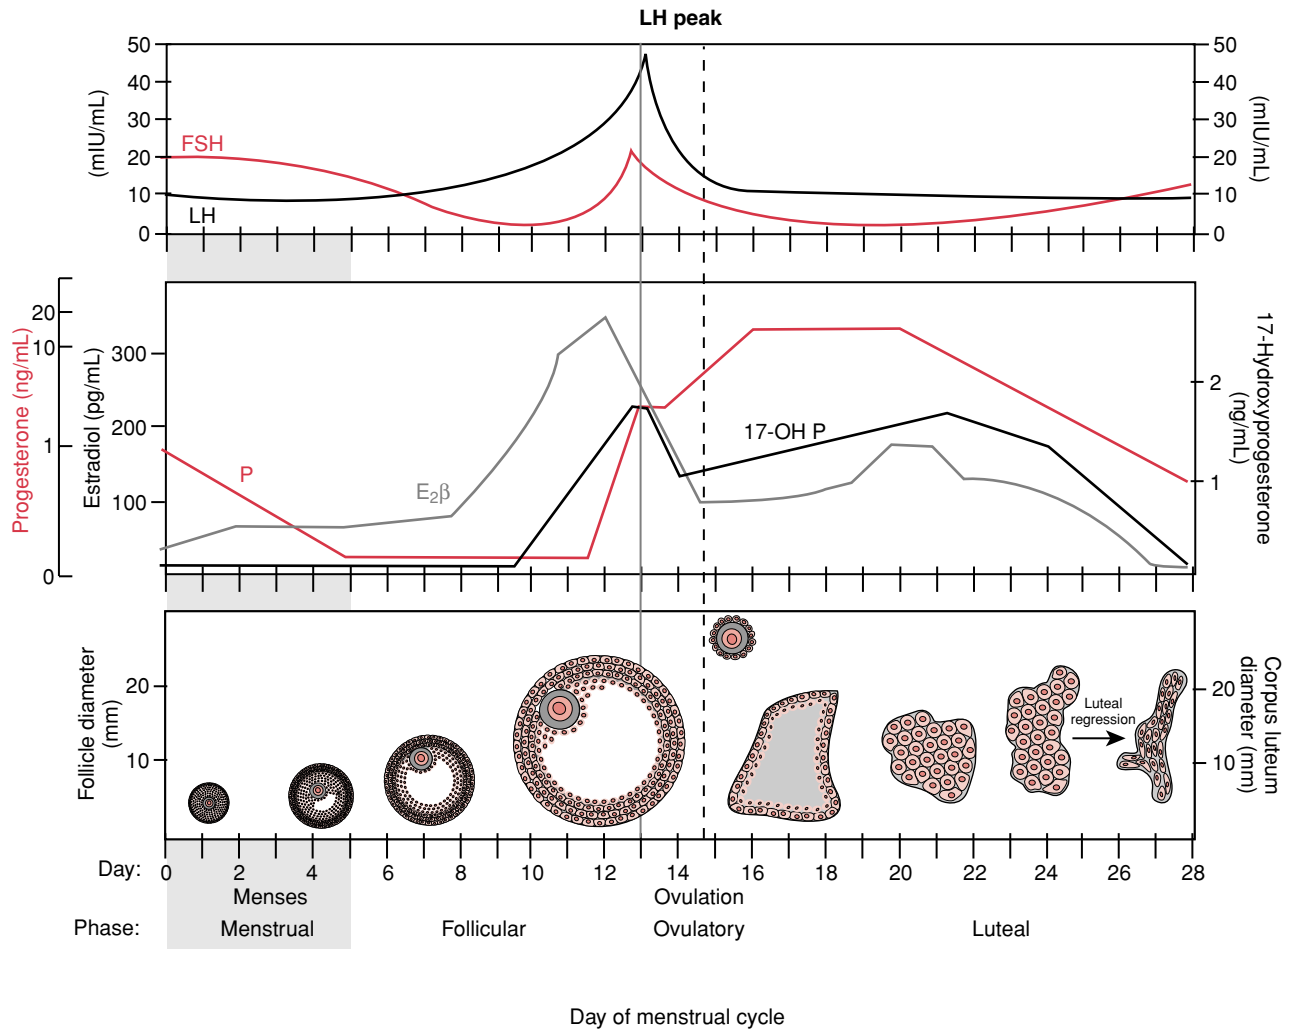 LH peak
50
40
30
20
10
0
(mIU/mL)
FSH
LH
50
40
30
20
10
0
(mIU/mL)
20
10
1
0
Progesterone (ng/mL)
300
200
100
Estradiol (pg/mL)
P
E2β
17-OH P
2
1
17-Hydroxyprogesterone
(ng/mL)
20
10
Follicle diameter
(mm)
Luteal
regression
20
10
Corpus luteum
diameter (mm)
Day: 0 2 4 6 8 10 12 14 16 18 20 22 24 26 28
Menses Ovulation
Phase: Menstrual Follicular Ovulatory Luteal
Day of menstrual cycle